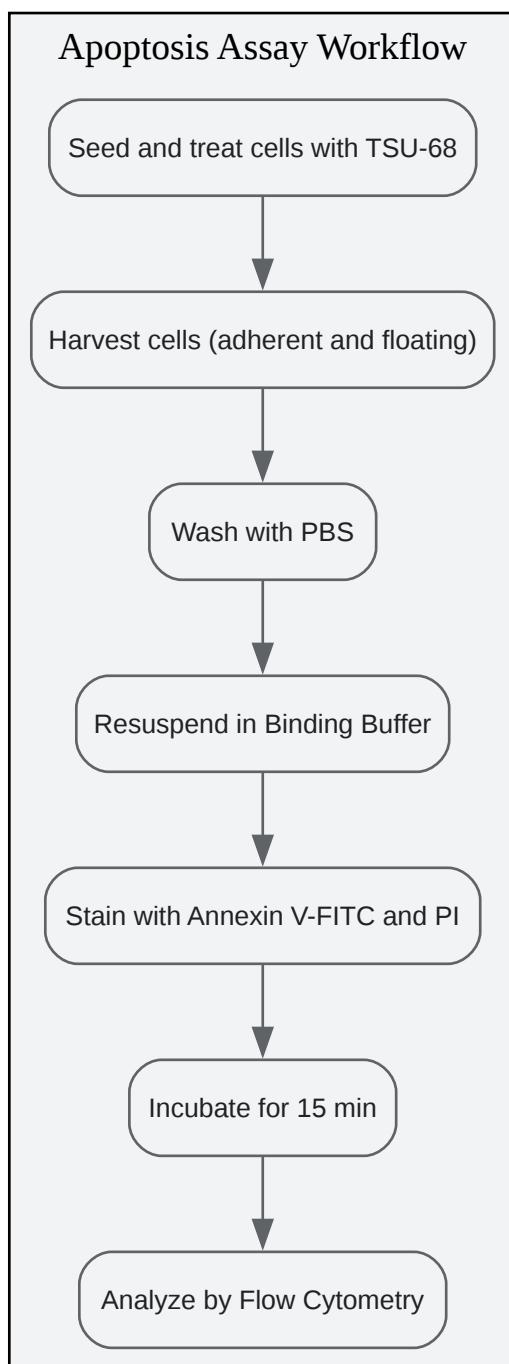 Apoptosis Assay Workflow
Seed and treat cells with TSU-68
Harvest cells (adherent and floating)
Wash with PBS
Resuspend in Binding Buffer
Stain with Annexin V-FITC and PI
Incubate for 15 min
Analyze by Flow Cytometry